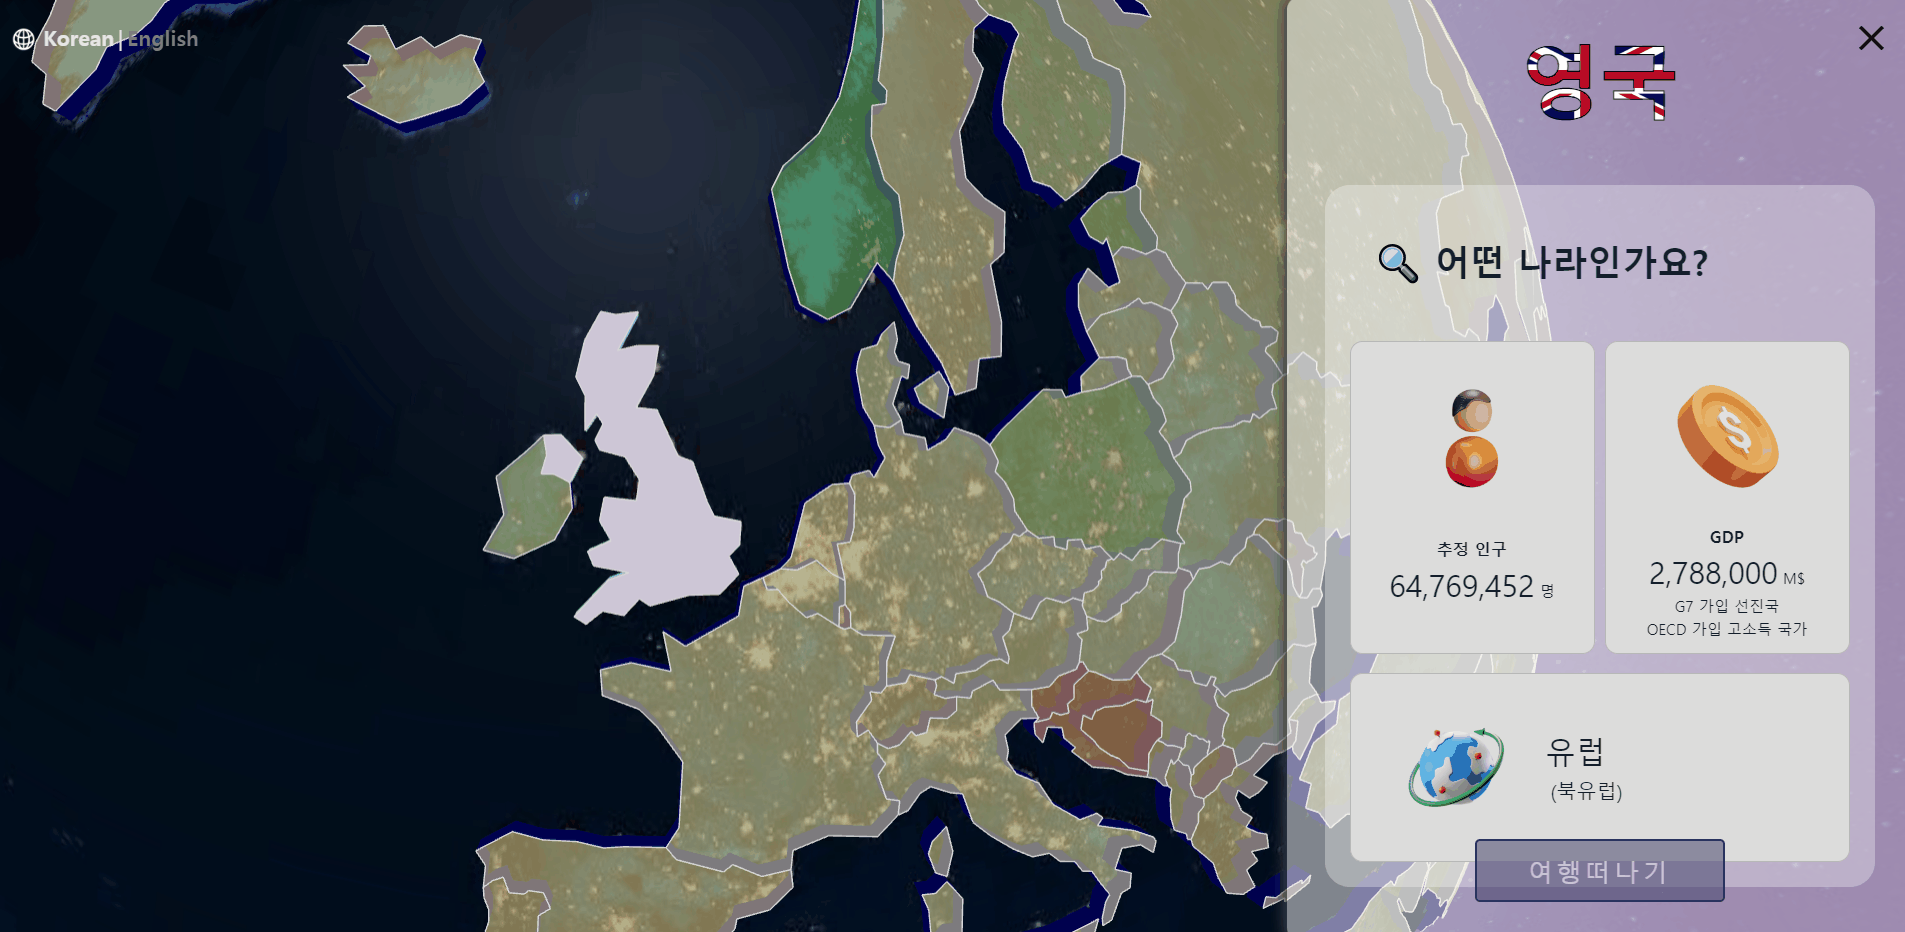 Korean | English
영국
어떤 나라인가요?
추정 인구
64,769,452 명
GDP
2,788,000 M$
G7 가입 선진국
OECD 가입 고소득 국가
유럽
(북유럽)
여행떠나기